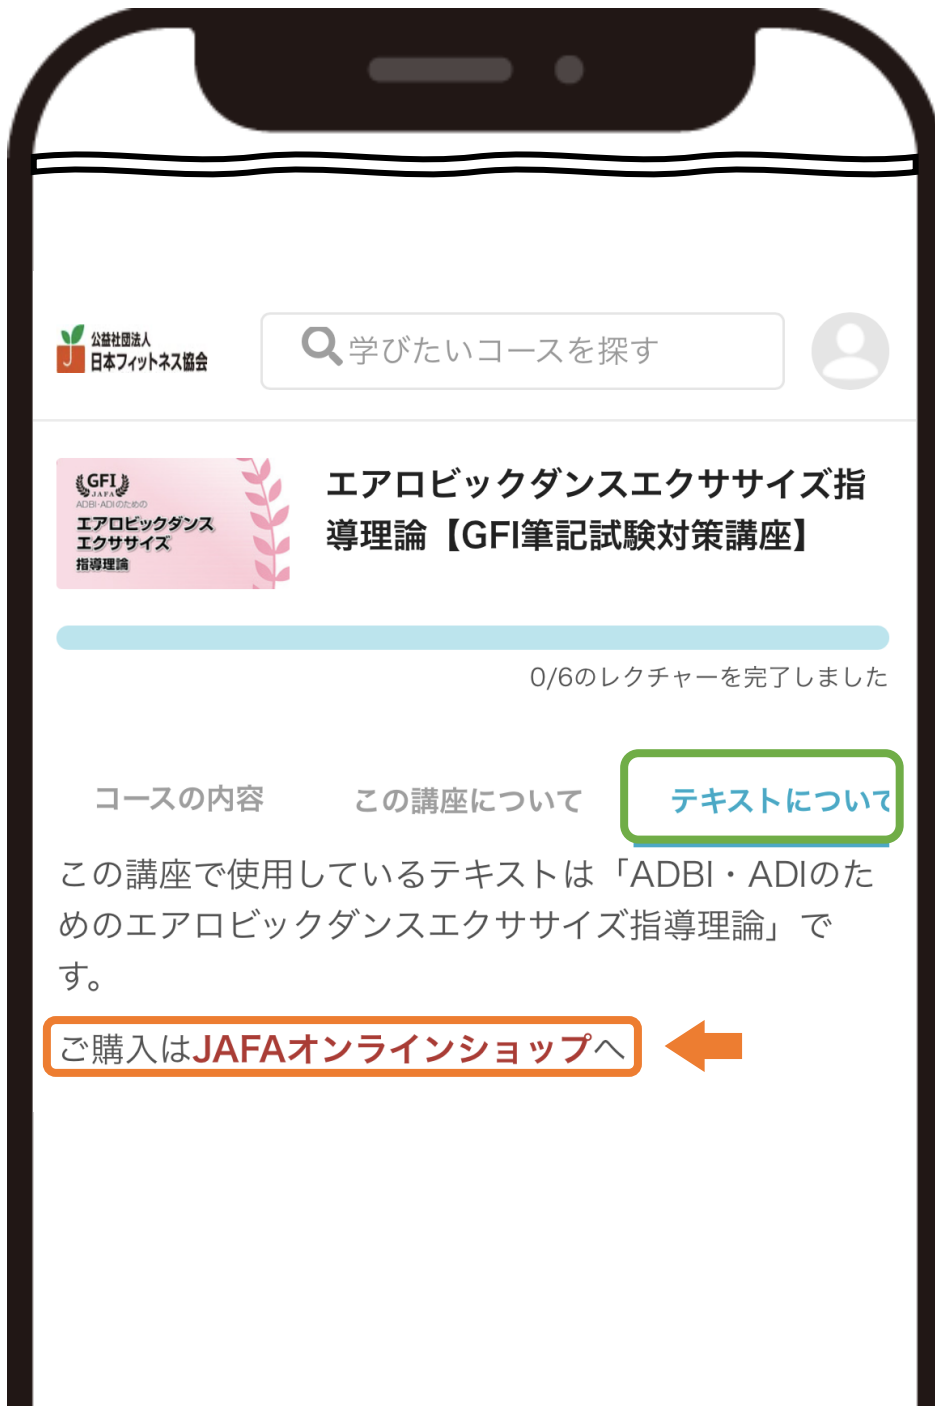 公益社団法人
日本フィットネス協会
学びたいコースを探す
GFI
JAFA
ADBI・ADIのための
エアロビックダンス
エクササイズ
指導理論
エアロビックダンスエクササイズ指
導理論【GFI筆記試験対策講座】
0/6のレクチャーを完了しました
コースの内容
この講座について
テキストについて
この講座で使用しているテキストは「ADBI・ADIのた
めのエアロビックダンスエクササイズ指導理論」で
す。
ご購入はJAFAオンラインショップへ